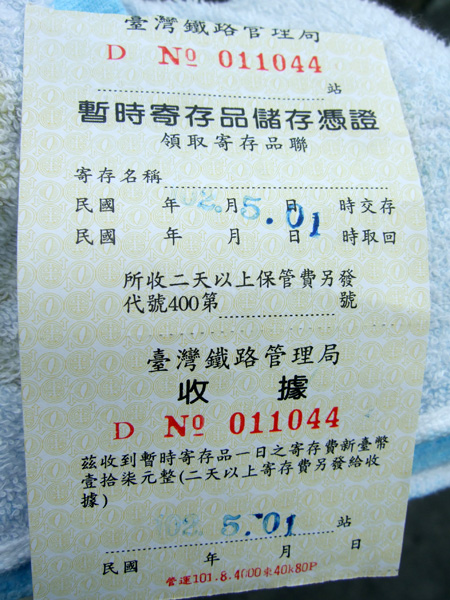 臺灣鐵路管理局
D № 011044
站
暫時寄存品儲存憑證
領取寄存品聯
寄存名稱
民國 年 月 日 時交存
02. 5. 01
民國 年 月 日 時取回
所收二天以上保管費另發
代號400第 號
臺灣鐵路管理局
收據
D № 011044
茲收到暫時寄存品一日之寄存費新臺幣
壹拾柒元整(二天以上寄存費另發給收
據)
02. 5. 01 站
民國 年 月 日
營運101.8.4000束40k80P